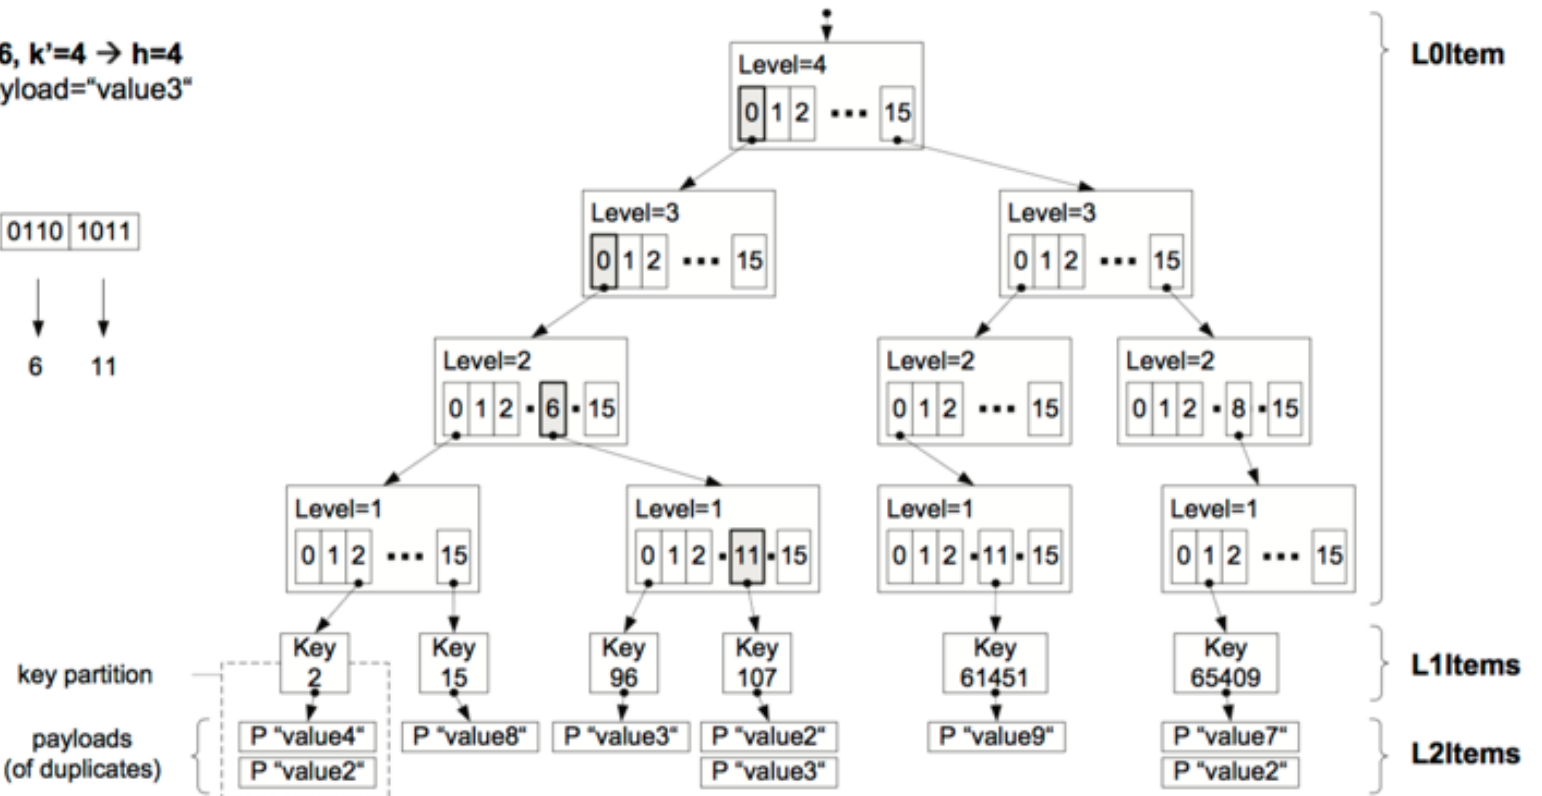 6, k’=4 → h=4
yload=“value3“
0110 1011
6 11
Level=4
0 1 2 ▪▪▪ 15
L0Item
Level=3
0 1 2 ▪▪▪ 15
Level=3
0 1 2 ▪▪▪ 15
Level=2
0 1 2 ▪ 6 ▪ 15
Level=2
0 1 2 ▪▪▪ 15
Level=2
0 1 2 ▪ 8 ▪ 15
Level=1
0 1 2 ▪▪▪ 15
Level=1
0 1 2 ▪ 11 ▪ 15
Level=1
0 1 2 ▪ 11 ▪ 15
Level=1
0 1 2 ▪▪▪ 15
key partition
Key
2
Key
15
Key
96
Key
107
Key
61451
Key
65409
L1Items
payloads
(of duplicates)
P “value4“
P “value2“
P “value8“
P “value3“
P “value2“
P “value3“
P “value9“
P “value7“
P “value2“
L2Items